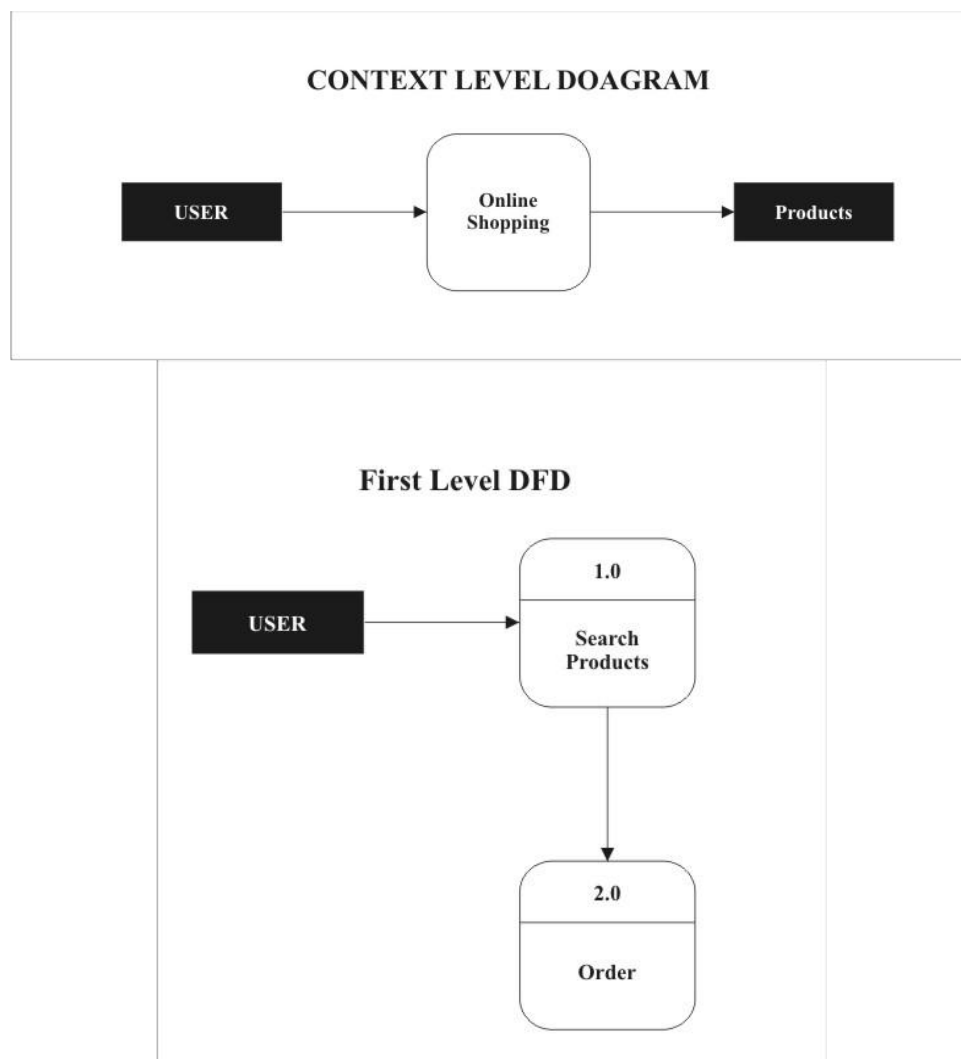 CONTEXT LEVEL DOAGRAM
USER
Online
Shopping
Products
First Level DFD
USER
1.0
Search
Products
2.0
Order